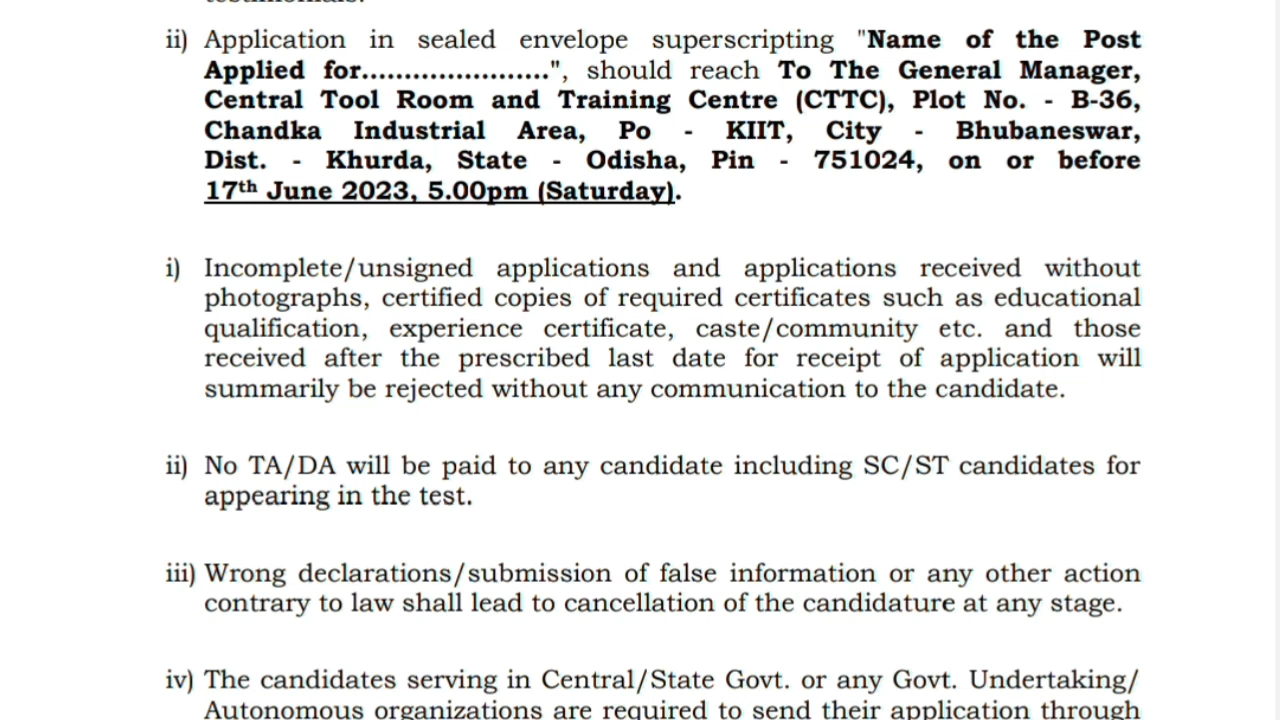 testimonials.
ii) Application in sealed envelope superscripting "Name of the Post
Applied for......................", should reach To The General Manager,
Central Tool Room and Training Centre (CTTC), Plot No. - B-36,
Chandka Industrial Area, Po - KIIT, City - Bhubaneswar,
Dist. - Khurda, State - Odisha, Pin - 751024, on or before
17th June 2023, 5.00pm (Saturday).
i) Incomplete/unsigned applications and applications received without
photographs, certified copies of required certificates such as educational
qualification, experience certificate, caste/community etc. and those
received after the prescribed last date for receipt of application will
summarily be rejected without any communication to the candidate.
ii) No TA/DA will be paid to any candidate including SC/ST candidates for
appearing in the test.
iii) Wrong declarations/submission of false information or any other action
contrary to law shall lead to cancellation of the candidature at any stage.
iv) The candidates serving in Central/State Govt. or any Govt. Undertaking/
Autonomous organizations are required to send their application through